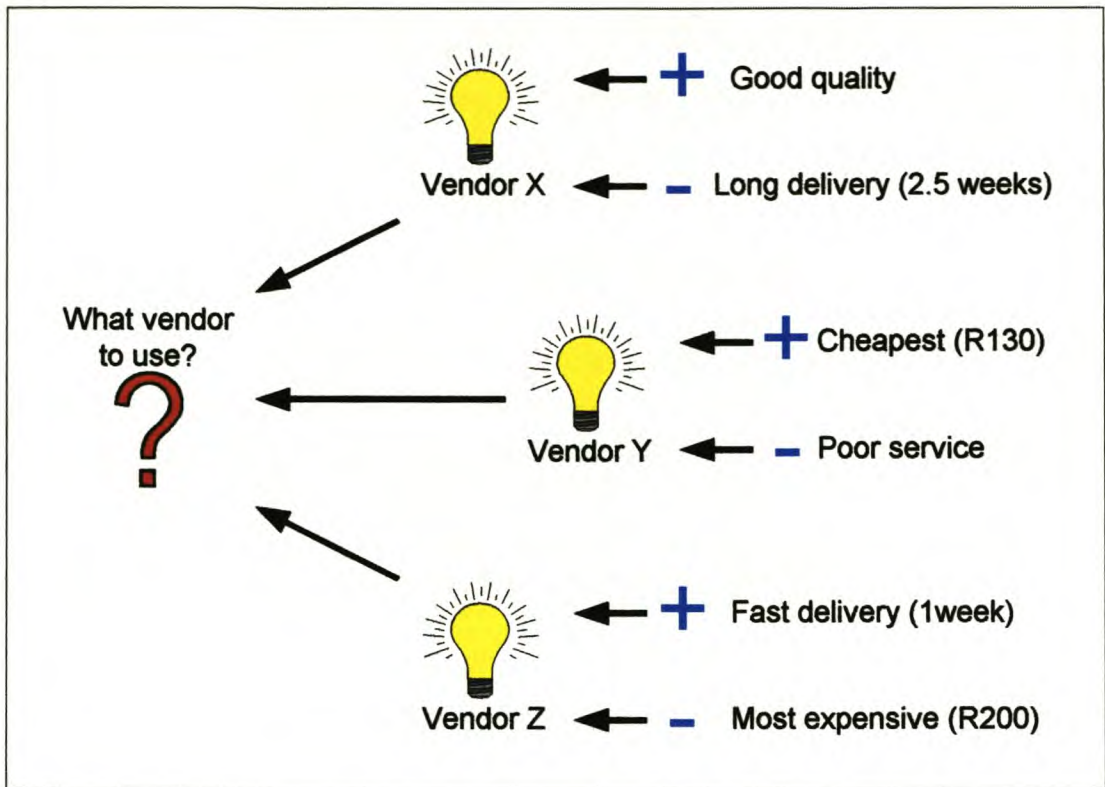 + Good quality
Vendor X
- Long delivery (2.5 weeks)
What vendor
to use?
?
+ Cheapest (R130)
Vendor Y
- Poor service
+ Fast delivery (1week)
Vendor Z
- Most expensive (R200)